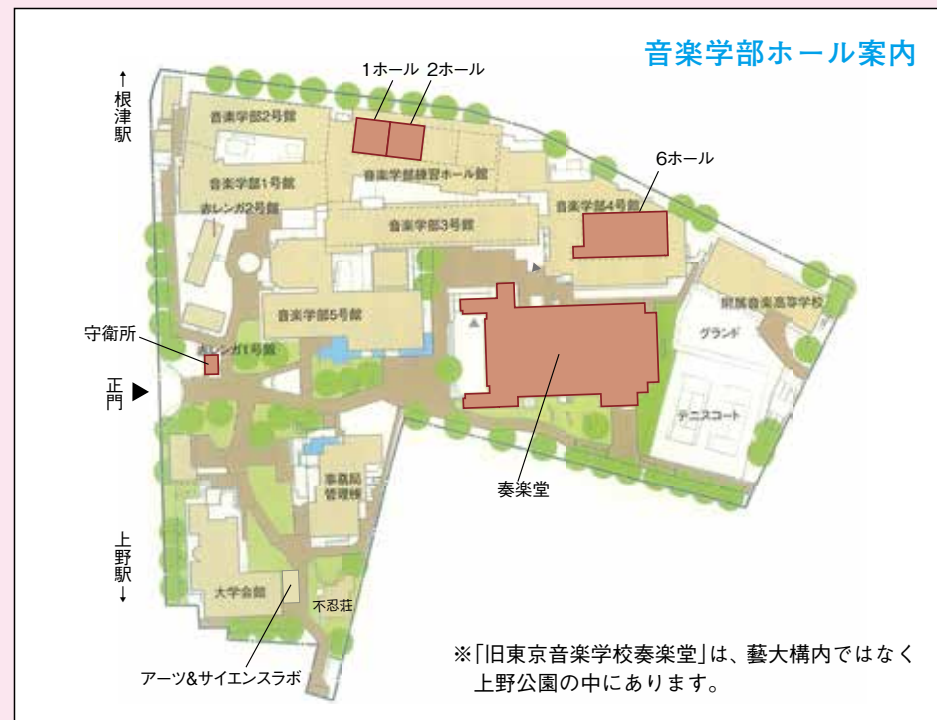 音楽学部ホール案内
↑根津駅
1ホール
2ホール
音楽学部2号館
音楽学部1号館
音楽学部練習ホール館
6ホール
赤レンガ2号館
音楽学部3号館
音楽学部4号館
附属音楽高等学校
グランド
音楽学部5号館
守衛所
赤レンガ1号館
正門
テニスコート
奏楽堂
事務局
管理棟
上野駅↓
大学会館
不忍荘
アーツ&サイエンスラボ
※「旧東京音楽学校奏楽堂」は、藝大構内ではなく
上野公園の中にあります。